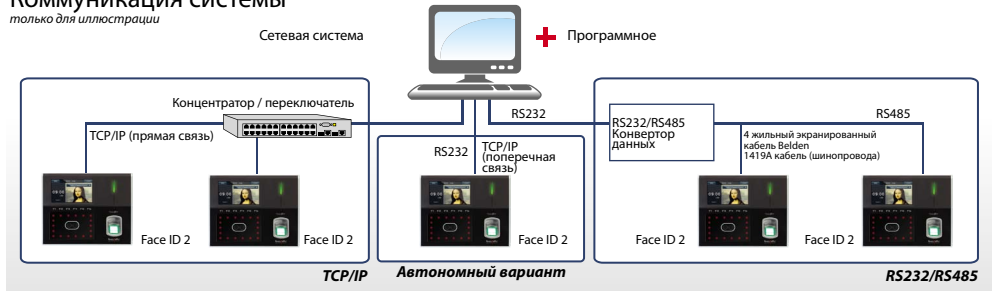 Коммуникация системы
только для иллюстрации
Сетевая система
Программное
Концентратор / переключатель
TCP/IP (прямая связь)
RS232
RS232
TCP/IP
(поперечная
связь)
RS232/RS485
Конвертор
данных
RS485
4 жильный экранированный
кабель Belden
1419A кабель (шинопровода)
Face ID 2
Face ID 2
Face ID 2
Face ID 2
Face ID 2
TCP/IP
Автономный вариант
RS232/RS485